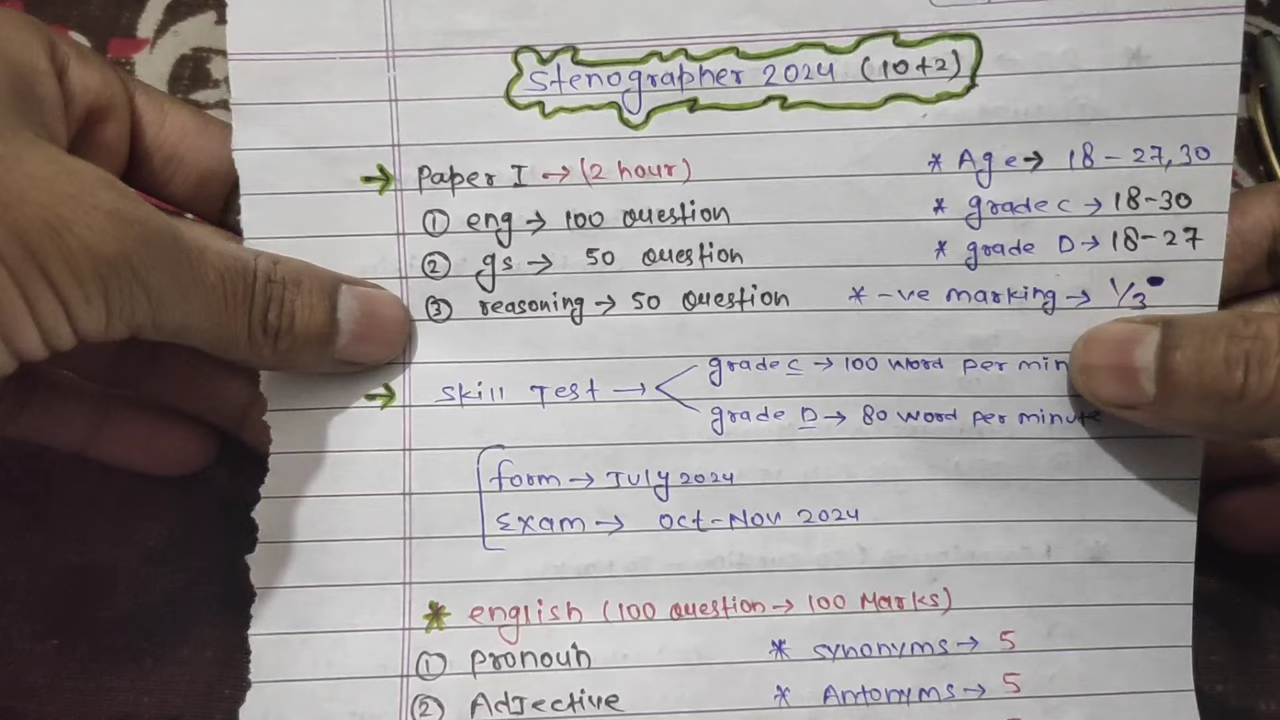 Stenographer 2024 (10+2)
→ Paper I → (2 hour)
* Age → 18 - 27, 30
① eng → 100 question
* grade c → 18-30
② gs → 50 question
* grade D → 18-27
③ reasoning → 50 question
* -ve marking → 1/3
→ Skill Test →
grade c → 100 word per min
grade D → 80 word per minute
form → July 2024
Exam → Oct-Nov 2024
* english (100 question → 100 Marks)
① Pronoun
* synonyms → 5
② Adjective
* Antonyms → 5